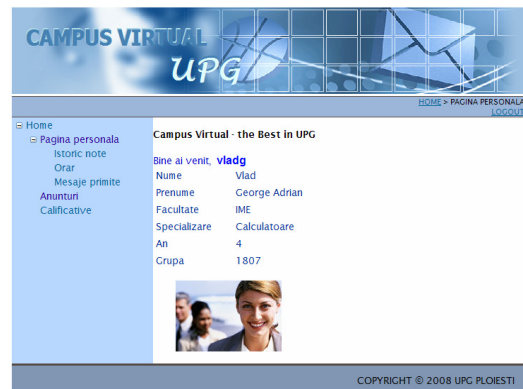 CAMPUS VIRTUAL
UPG
HOME > PAGINA PERSONALA
LOGOUT
Home
Pagina personala
Istoric note
Orar
Mesaje primite
Anunturi
Calificative
Campus Virtual - the Best in UPG
Bine ai venit, vladg
Nume Vlad
Prenume George Adrian
Facultate IME
Specializare Calculatoare
An 4
Grupa 1807
COPYRIGHT © 2008 UPG PLOIESTI